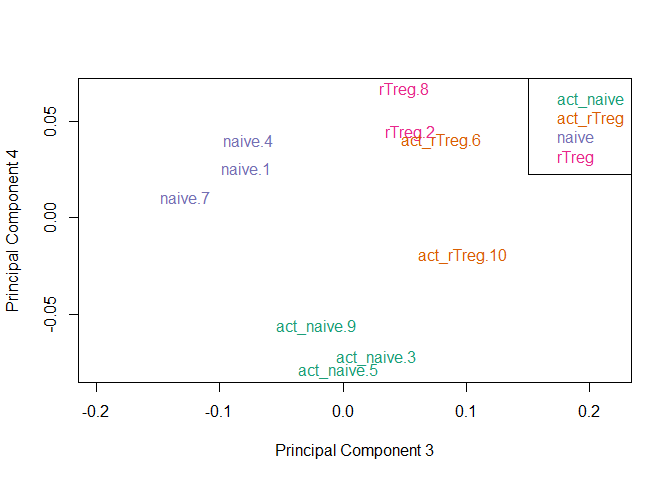 rTreg.8
act_naive
act_rTreg
naive
rTreg
rTreg.2
act_rTreg.6
naive.4
naive.1
naive.7
act_rTreg.10
act_naive.9
act_naive.3
act_naive.5
0.05
0.00
-0.05
Principal Component 4
-0.2 -0.1 0.0 0.1 0.2
Principal Component 3